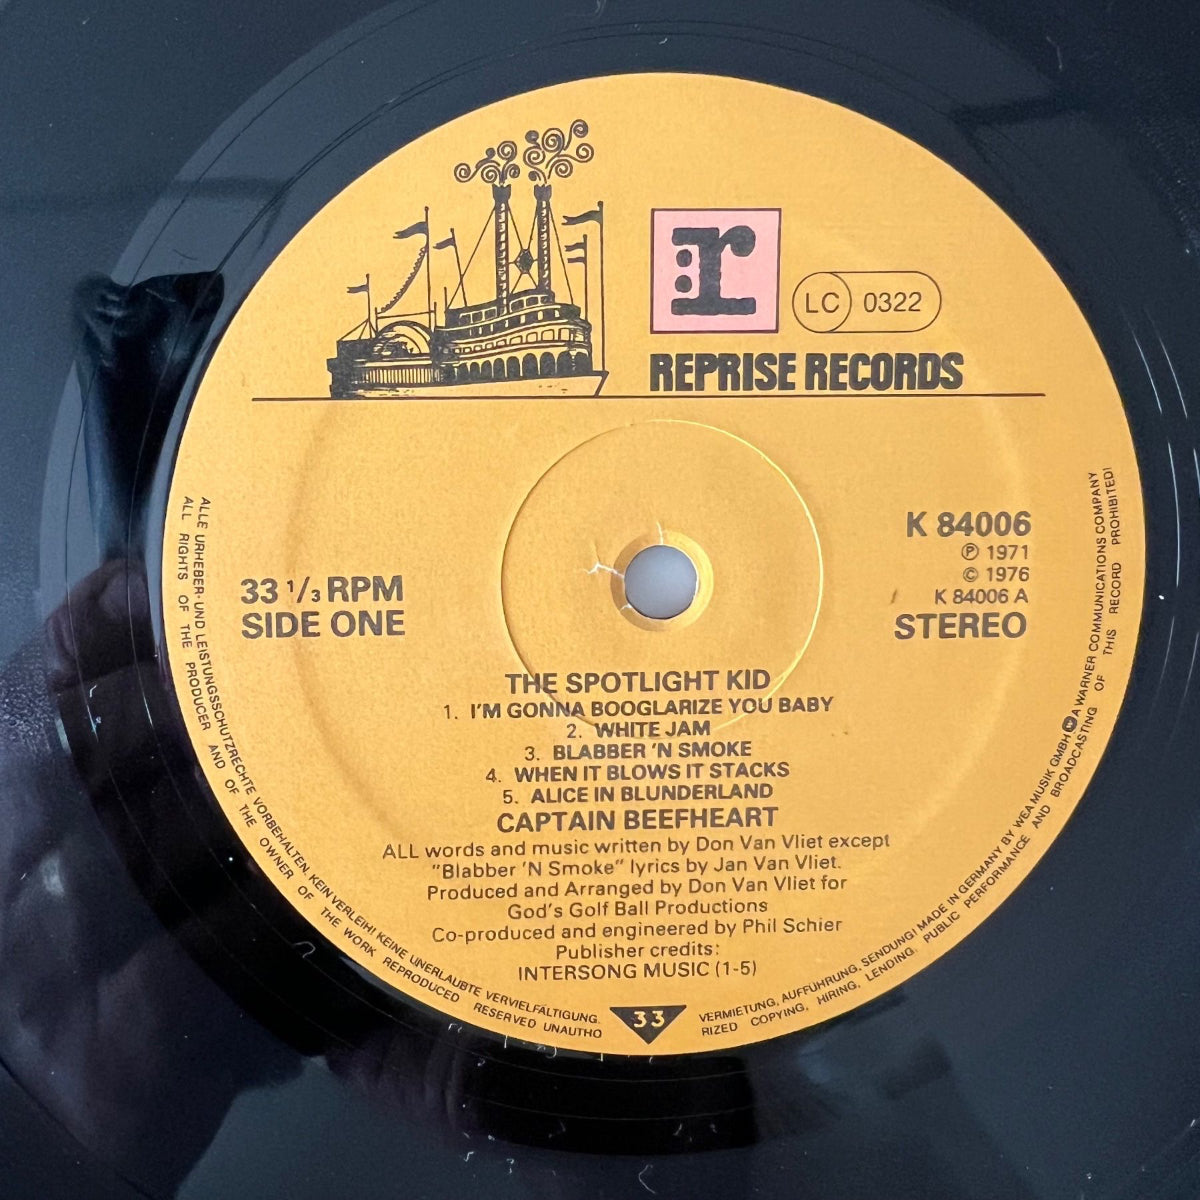 r
LC 0322
REPRISE RECORDS
K 84006
℗ 1971
© 1976
K 84006 A
STEREO
33 1/3 RPM
SIDE ONE
THE SPOTLIGHT KID
1. I'M GONNA BOOGLARIZE YOU BABY
2. WHITE JAM
3. BLABBER 'N SMOKE
4. WHEN IT BLOWS IT STACKS
5. ALICE IN BLUNDERLAND
CAPTAIN BEEFHEART
ALL words and music written by Don Van Vliet except
"Blabber 'N Smoke" lyrics by Jan Van Vliet.
Produced and Arranged by Don Van Vliet for
God's Golf Ball Productions
Co-produced and engineered by Phil Schier
Publisher credits:
INTERSONG MUSIC (1-5)
33
ALLE URHEBER- UND LEISTUNGSSCHUTZRECHTE VORBEHALTEN KEIN VERLEIH! KEINE UNERLAUBTE VERVIELFÄLTIGUNG, VERMIETUNG, AUFFÜHRUNG, SENDUNG! MADE IN GERMANY BY WEA MUSIK GMBH W A WARNER COMMUNICATIONS COMPANY
ALL RIGHTS OF THE PRODUCER AND OF THE OWNER OF THE WORK REPRODUCED RESERVED UNAUTHO RIZED COPYING, HIRING, LENDING, PUBLIC PERFORMANCE AND BROADCASTING OF THIS RECORD PROHIBITED!